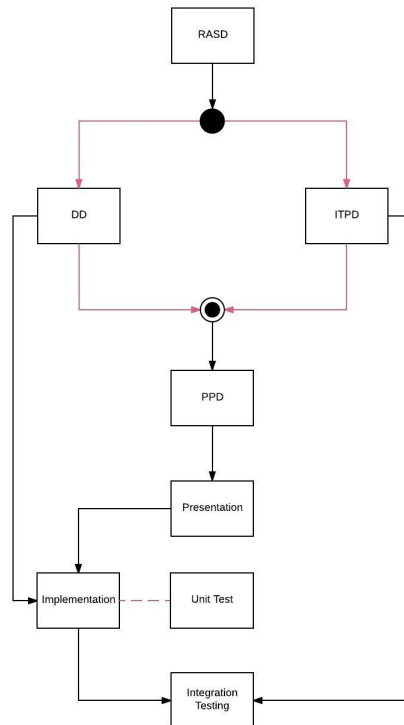 RASD
DD
ITPD
PPD
Presentation
Implementation
Unit Test
Integration
Testing